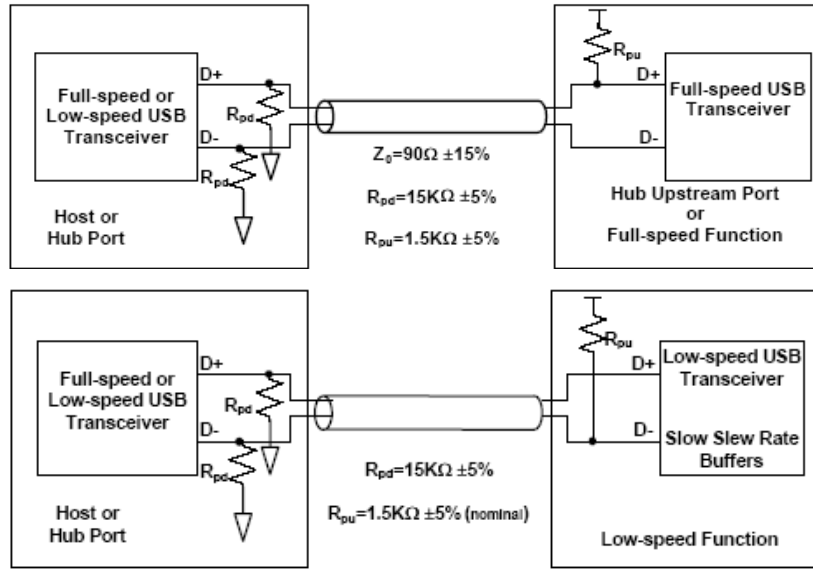 Full-speed or
Low-speed USB
Transceiver
D+
D-
Rpd
Rpd
Host or
Hub Port
Z0=90Ω ±15%
Rpd=15KΩ ±5%
Rpu=1.5KΩ ±5%
Rpu
D+
D-
Full-speed USB
Transceiver
Hub Upstream Port
or
Full-speed Function
Full-speed or
Low-speed USB
Transceiver
D+
D-
Rpd
Rpd
Host or
Hub Port
Rpd=15KΩ ±5%
Rpu=1.5KΩ ±5% (nominal)
Rpu
D+
D-
Low-speed USB
Transceiver
Slow Slew Rate
Buffers
Low-speed Function